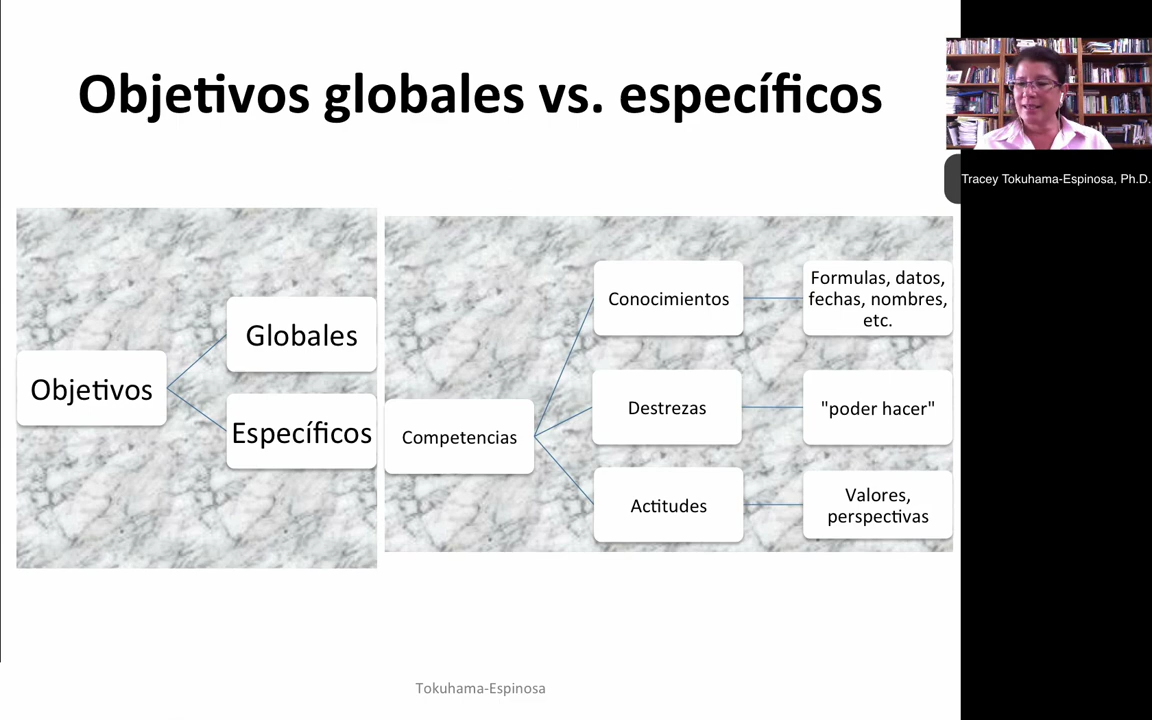 Objetivos globales vs. específicos
Tracey Tokuhama-Espinosa, Ph.D.
Objetivos
Globales
Específicos
Competencias
Conocimientos
Formulas, datos,
fechas, nombres,
etc.
Destrezas
"poder hacer"
Actitudes
Valores,
perspectivas
Tokuhama-Espinosa